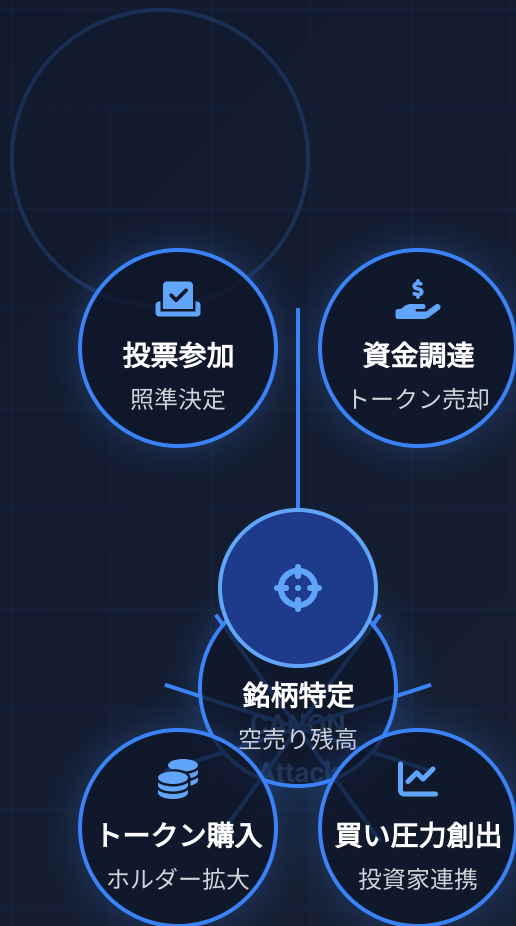 投票参加
照準決定
資金調達
トークン売却
銘柄特定
CANON
空売り残高
Attack
トークン購入
ホルダー拡大
買い圧力創出
投資家連携